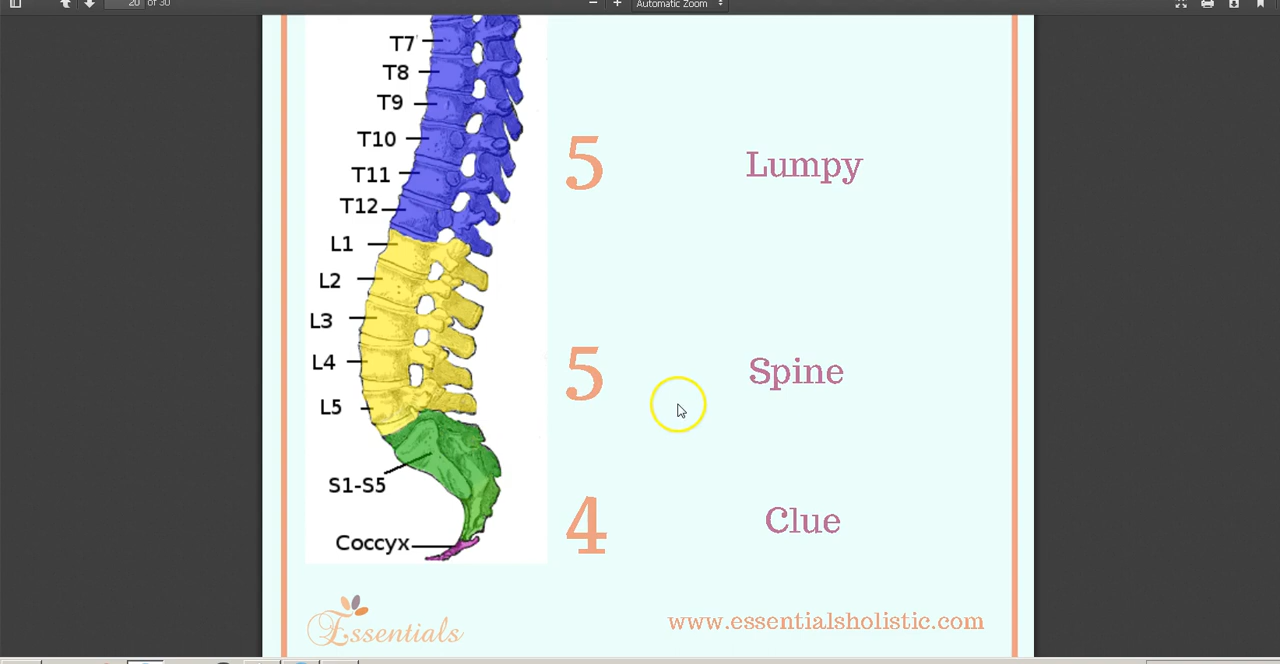 20 of 30
Automatic Zoom
T7
T8
T9
T10
T11
T12
L1
L2
L3
L4
L5
S1-S5
Coccyx
5 Lumpy
5 Spine
4 Clue
Essentials
www.essentialsholistic.com